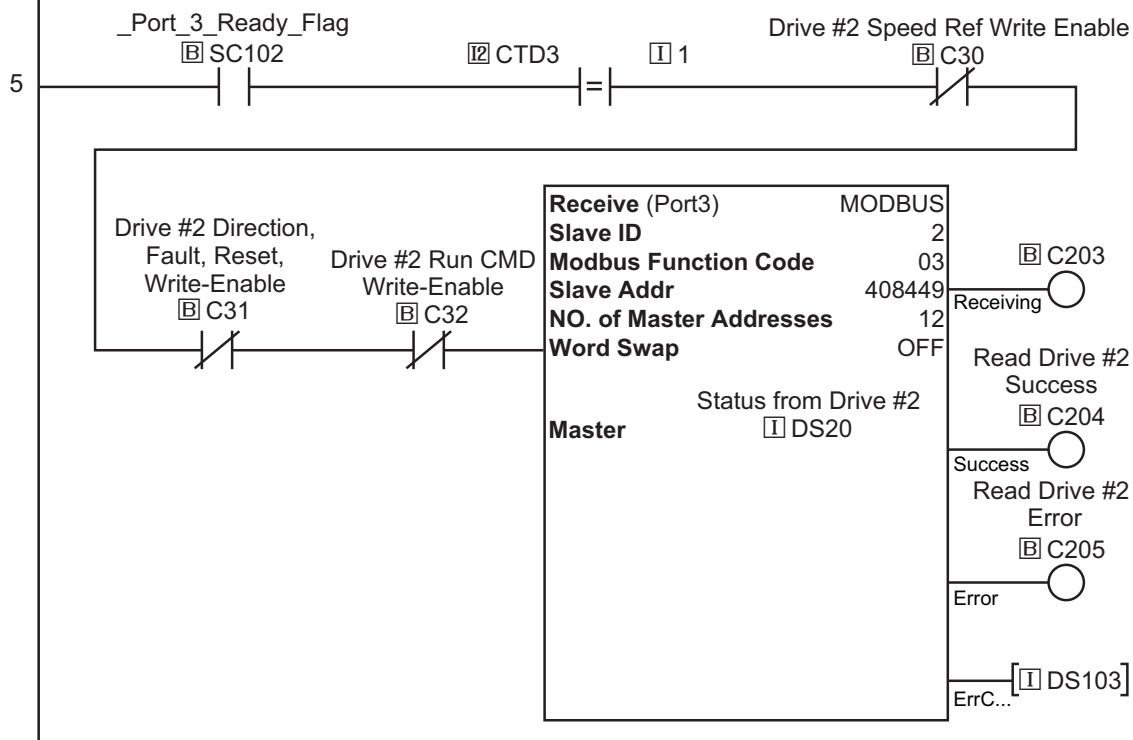 _Port_3_Ready_Flag
B SC102
I2 CTD3
I 1
Drive #2 Speed Ref Write Enable
B C30
5
=
Drive #2 Direction,
Fault, Reset,
Write-Enable
B C31
Drive #2 Run CMD
Write-Enable
B C32
Receive (Port3) MODBUS
Slave ID 2
Modbus Function Code 03
Slave Addr 408449
NO. of Master Addresses 12
Word Swap OFF
Status from Drive #2
Master I DS20
B C203
Receiving
Read Drive #2
Success
B C204
Success
Read Drive #2
Error
B C205
Error
[I DS103]
ErrC...